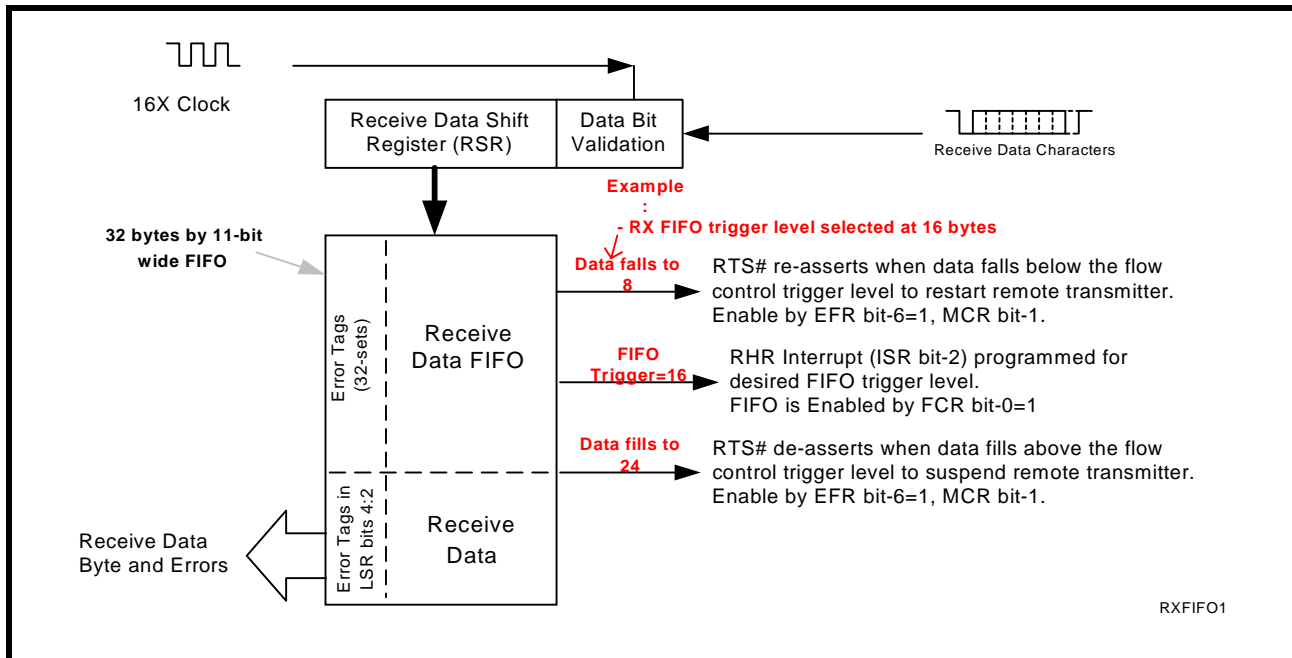 16X Clock
Receive Data Shift
Register (RSR)
Data Bit
Validation
Receive Data Characters
Example
:
- RX FIFO trigger level selected at 16 bytes
32 bytes by 11-bit
wide FIFO
Data falls to
8
RTS# re-asserts when data falls below the flow
control trigger level to restart remote transmitter.
Enable by EFR bit-6=1, MCR bit-1.
Error Tags
(32-sets)
Receive
Data FIFO
FIFO
Trigger=16
RHR Interrupt (ISR bit-2) programmed for
desired FIFO trigger level.
FIFO is Enabled by FCR bit-0=1
Data fills to
24
RTS# de-asserts when data fills above the flow
control trigger level to suspend remote transmitter.
Enable by EFR bit-6=1, MCR bit-1.
Error Tags in
LSR bits 4:2
Receive
Data
Receive Data
Byte and Errors
RXFIFO1